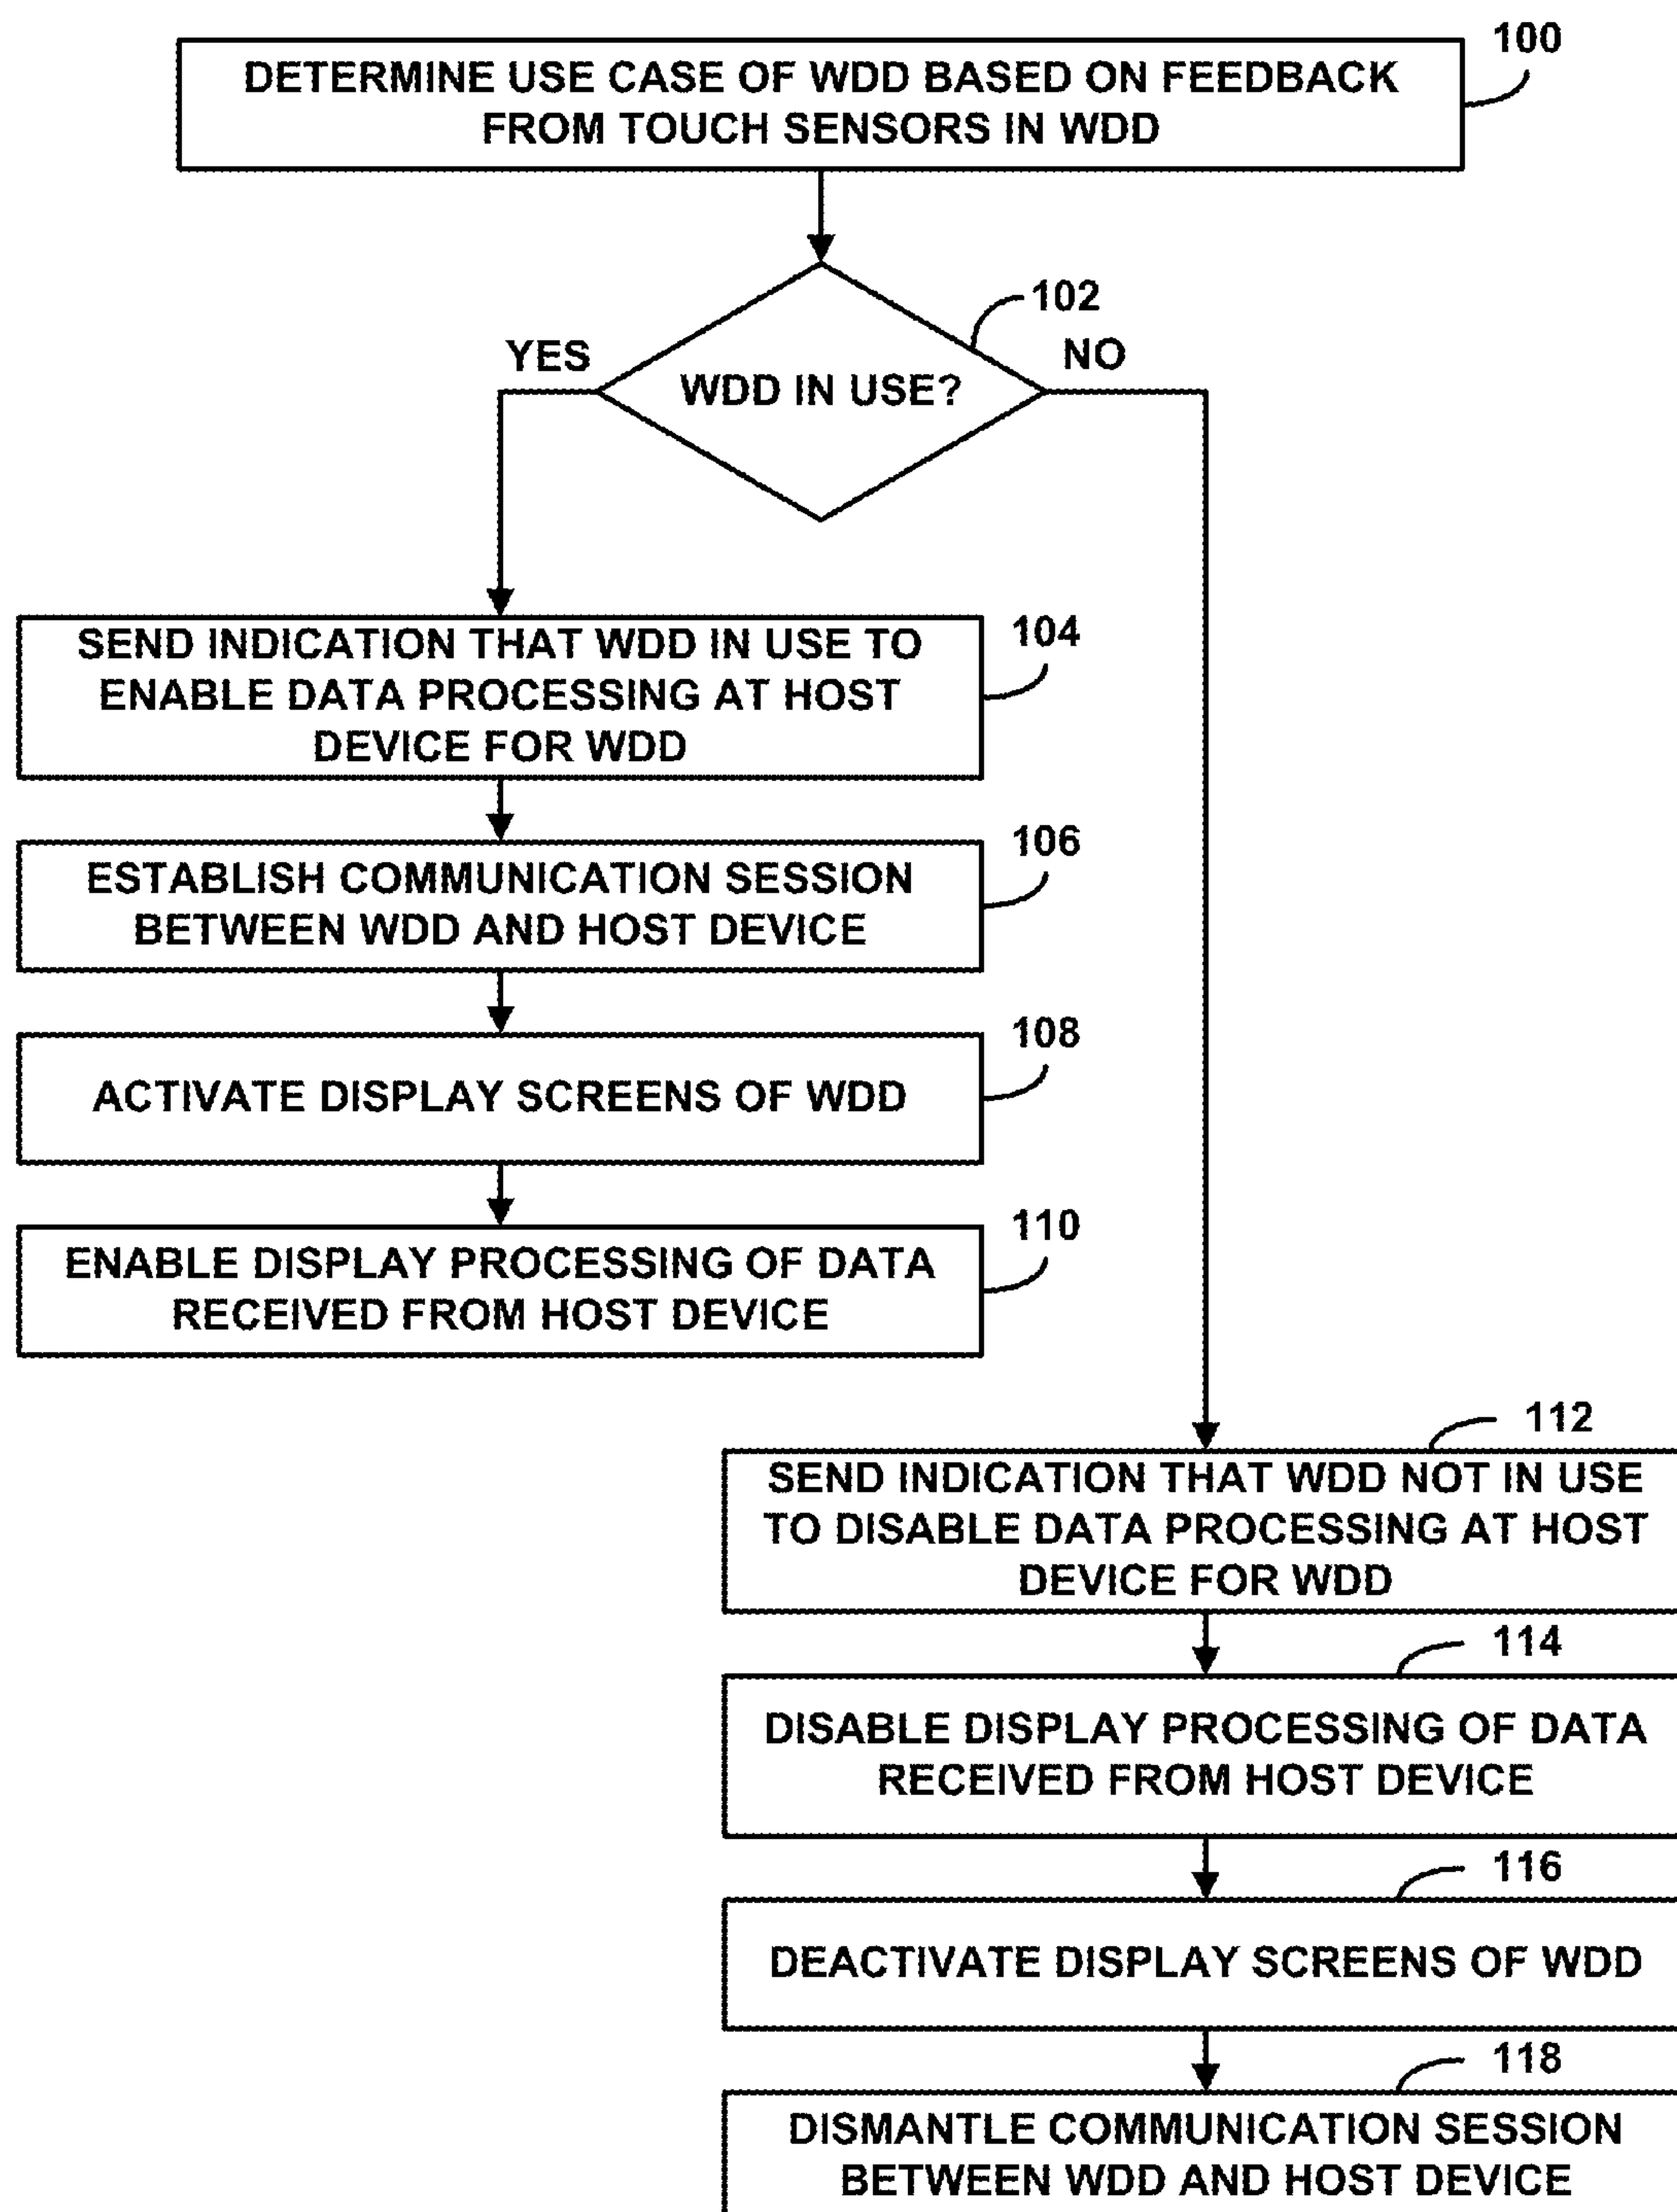 100
DETERMINE USE CASE OF WDD BASED ON FEEDBACK
FROM TOUCH SENSORS IN WDD
102
YES
NO
WDD IN USE?
104
SEND INDICATION THAT WDD IN USE TO
ENABLE DATA PROCESSING AT HOST
DEVICE FOR WDD
106
ESTABLISH COMMUNICATION SESSION
BETWEEN WDD AND HOST DEVICE
108
ACTIVATE DISPLAY SCREENS OF WDD
110
ENABLE DISPLAY PROCESSING OF DATA
RECEIVED FROM HOST DEVICE
112
SEND INDICATION THAT WDD NOT IN USE
TO DISABLE DATA PROCESSING AT HOST
DEVICE FOR WDD
114
DISABLE DISPLAY PROCESSING OF DATA
RECEIVED FROM HOST DEVICE
116
DEACTIVATE DISPLAY SCREENS OF WDD
118
DISMANTLE COMMUNICATION SESSION
BETWEEN WDD AND HOST DEVICE